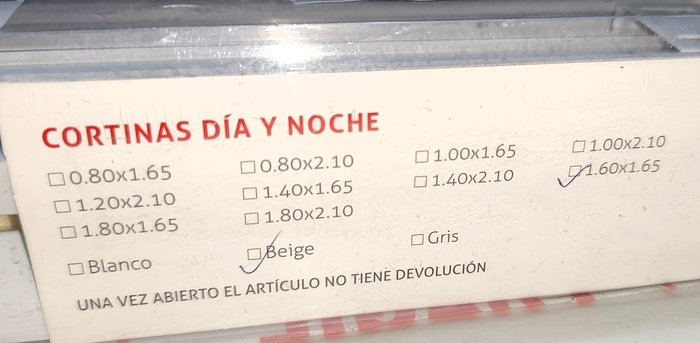 CORTINAS DÍA Y NOCHE
☐0.80x1.65 ☐0.80x2.10 ☐1.00x1.65 ☐1.00x2.10
☐1.20x2.10 ☐1.40x1.65 ☐1.40x2.10 ☑1.60x1.65
☐1.80x1.65 ☐1.80x2.10
☐Blanco ☑Beige ☐Gris
UNA VEZ ABIERTO EL ARTÍCULO NO TIENE DEVOLUCIÓN